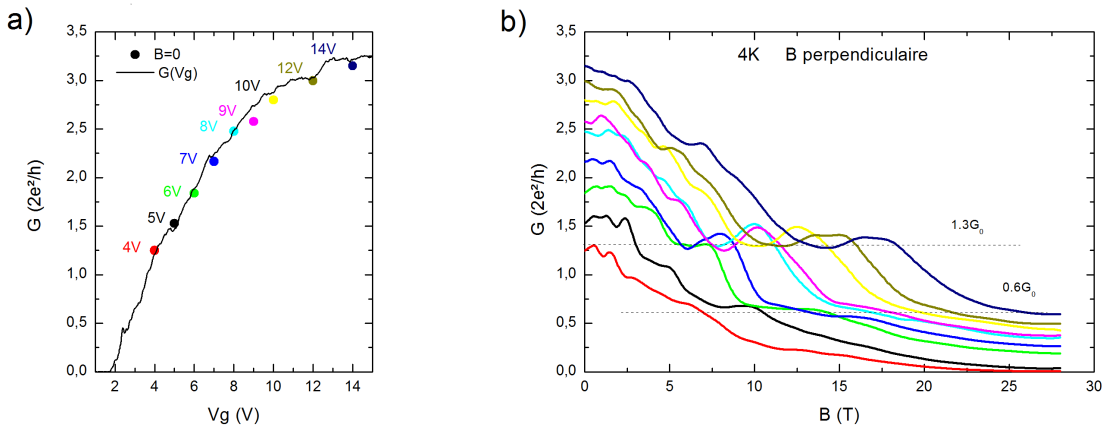 a)
G (2e²/h)
3,5
3,0
2,5
2,0
1,5
1,0
0,5
0,0
2
4
6
8
10
12
14
Vg (V)
B=0
G(Vg)
4V
5V
6V
7V
8V
9V
10V
12V
14V
b)
G (2e²/h)
3,5
3,0
2,5
2,0
1,5
1,0
0,5
0,0
0
5
10
15
20
25
30
B (T)
4K B perpendiculaire
1.3G₀
0.6G₀